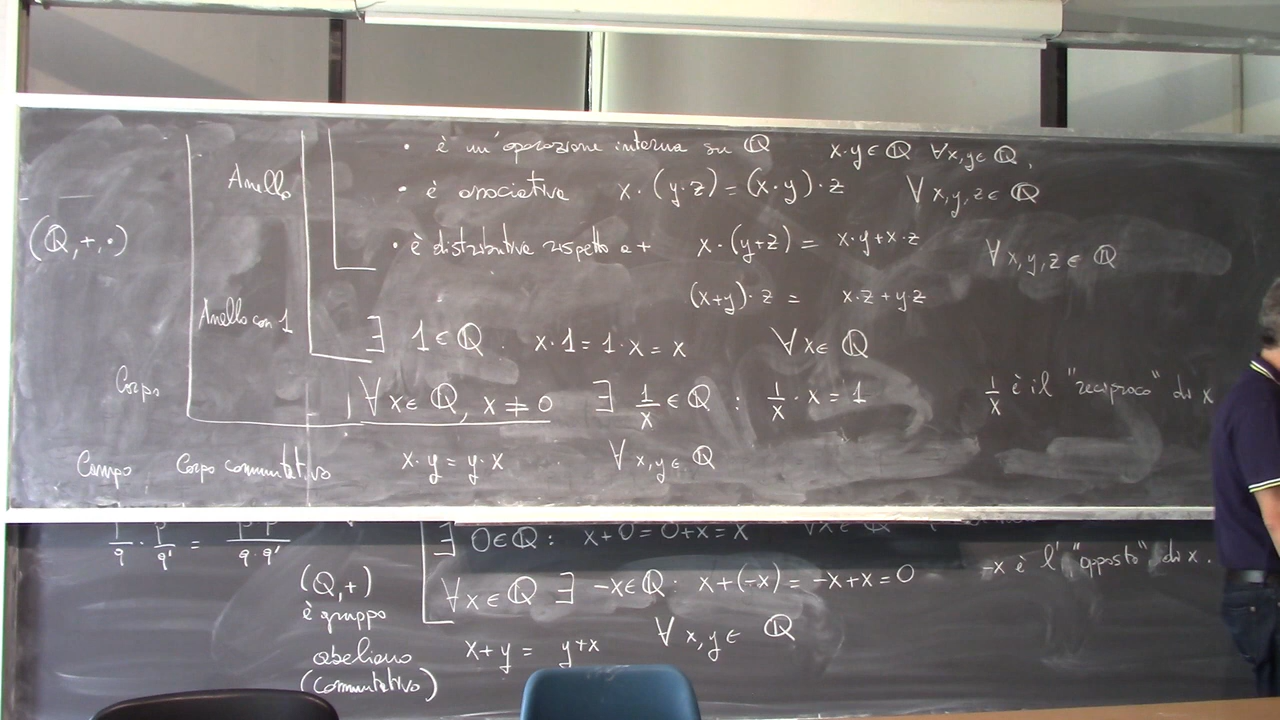 • è un'operazione interna su ℚ x·y ∈ ℚ ∀x,y∈ ℚ,
Anello • è associativa x·(y·z) = (x·y)·z ∀x,y,z ∈ ℚ
(ℚ,+,·) • è distributiva rispetto a + x·(y+z) = x·y+x·z ∀x,y,z ∈ ℚ
(x+y)·z = x·z + y·z
Anello con 1 ∃ 1∈ℚ . x·1 = 1·x = x ∀x∈ ℚ
Corpo ∀x∈ ℚ, x ≠ 0 ∃ 1/x ∈ ℚ : 1/x · x = 1 1/x è il "reciproco" di x
Campo Corpo commutativo x·y = y·x ∀x,y∈ ℚ
p/q · p'/q' = p·p'/q·q' ∃ 0∈ℚ : x+0 = 0+x = x ∀x∈ ℚ
(ℚ,+) ∀x∈ℚ ∃ -x∈ℚ : x+(-x) = -x+x = 0 -x è l'"opposto" di x.
è gruppo
abeliano x+y = y+x ∀x,y∈ ℚ
(commutativo)